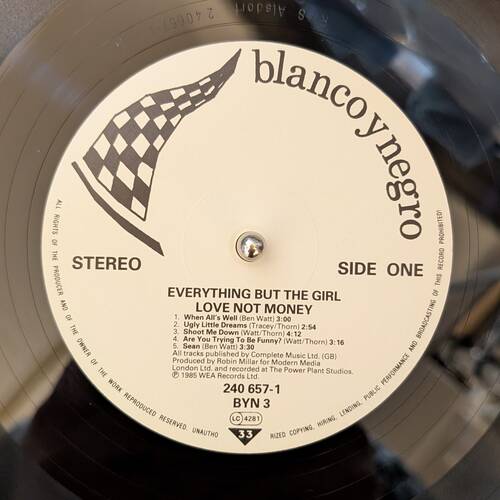 blancoynegro
STEREO
SIDE ONE
EVERYTHING BUT THE GIRL
LOVE NOT MONEY
1. When All's Well (Ben Watt) 3:00
2. Ugly Little Dreams (Tracey/Thorn) 2:54
3. Shoot Me Down (Watt/Thorn) 4:12
4. Are You Trying To Be Funny? (Watt/Thorn) 3:16
5. Sean (Ben Watt) 3:30
All tracks published by Complete Music Ltd. (GB)
Produced by Robin Millar for Modern Media
London Ltd. and recorded at The Power Plant Studios.
℗ 1985 WEA Records Ltd.
240 657-1
BYN 3
LC 4281
33
ALL RIGHTS OF THE PRODUCER AND OF THE OWNER OF THE WORK REPRODUCED RESERVED. UNAUTHO
RIZED COPYING, HIRING, LENDING, PUBLIC PERFORMANCE AND BROADCASTING OF THIS RECORD PROHIBITED!